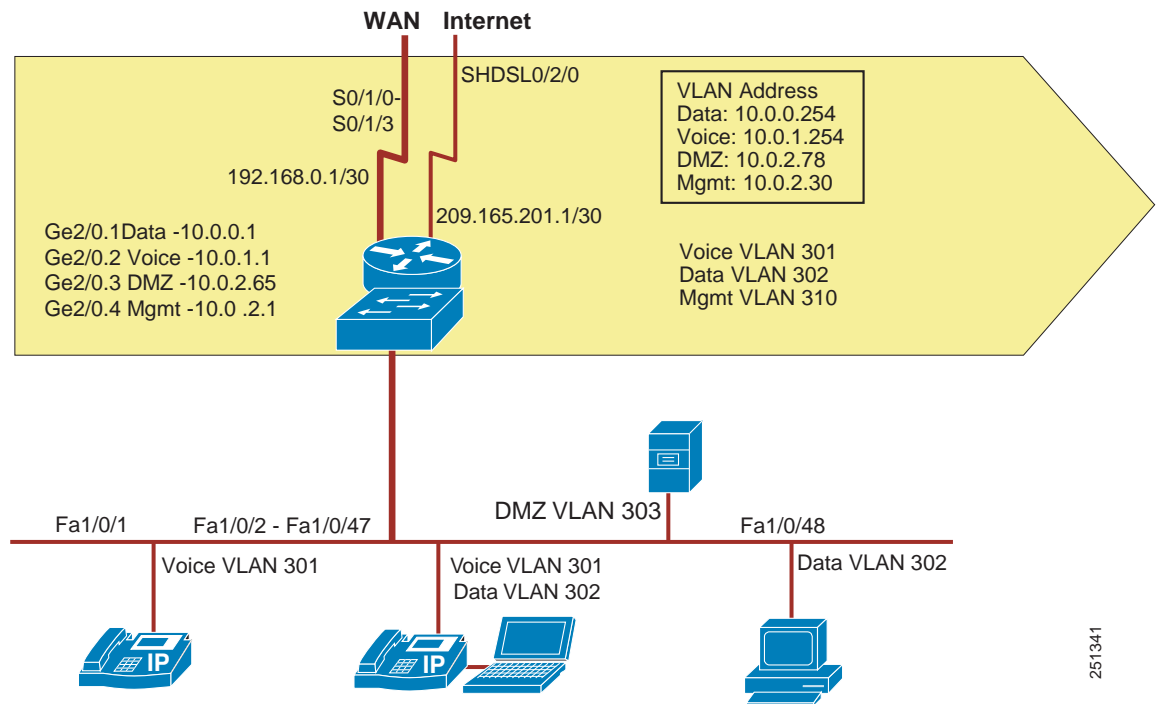 WAN Internet
SHDSL0/2/0
S0/1/0-
S0/1/3
192.168.0.1/30
209.165.201.1/30
VLAN Address
Data: 10.0.0.254
Voice: 10.0.1.254
DMZ: 10.0.2.78
Mgmt: 10.0.2.30
Ge2/0.1Data -10.0.0.1
Ge2/0.2 Voice -10.0.1.1
Ge2/0.3 DMZ -10.0.2.65
Ge2/0.4 Mgmt -10.0 .2.1
Voice VLAN 301
Data VLAN 302
Mgmt VLAN 310
DMZ VLAN 303
Fa1/0/1
Fa1/0/2 - Fa1/0/47
Fa1/0/48
Voice VLAN 301
Voice VLAN 301
Data VLAN 302
Data VLAN 302
IP
IP
251341